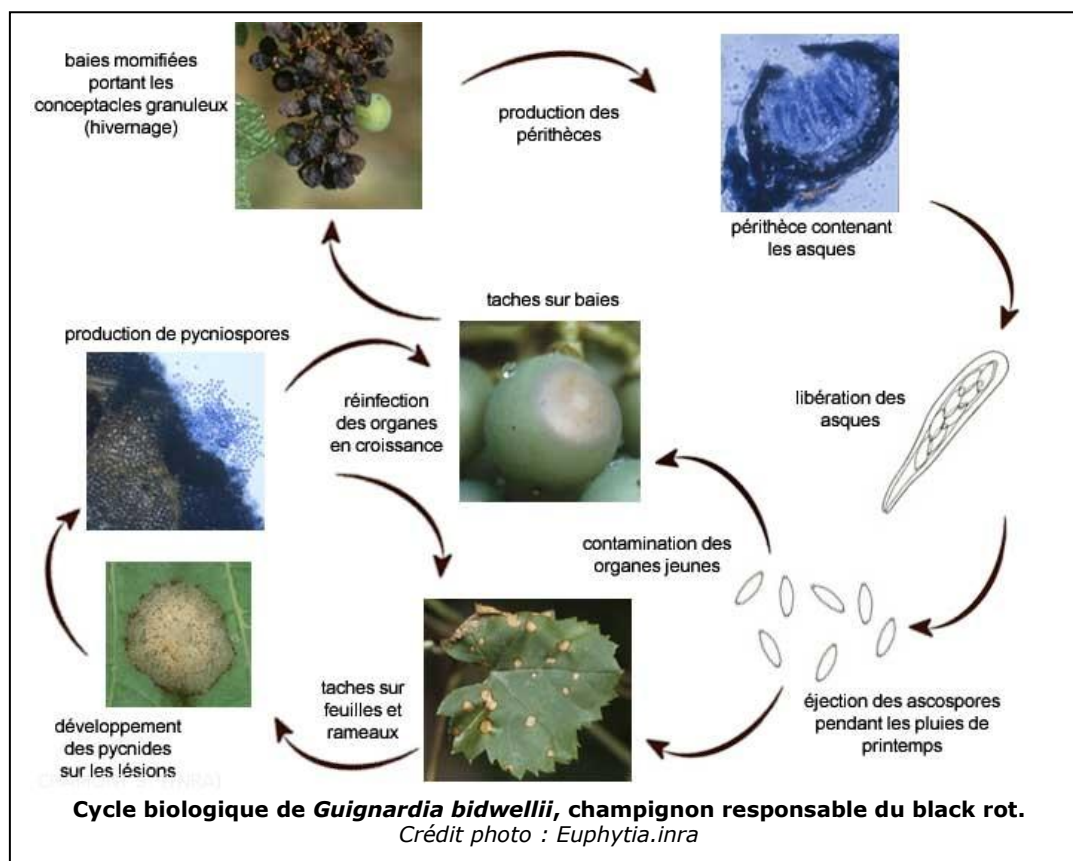 baies momifiées
portant les
conceptacles granuleux
(hivernage)
production des
périthèces
périthèce contenant
les asques
taches sur baies
production de pycniospores
réinfection
des organes
en croissance
libération des
asques
contamination des
organes jeunes
taches sur
feuilles et
rameaux
éjection des ascospores
pendant les pluies de
printemps
développement
des pycnides
sur les lésions
Cycle biologique de Guignardia bidwellii, champignon responsable du black rot.
Crédit photo : Euphytia.inra